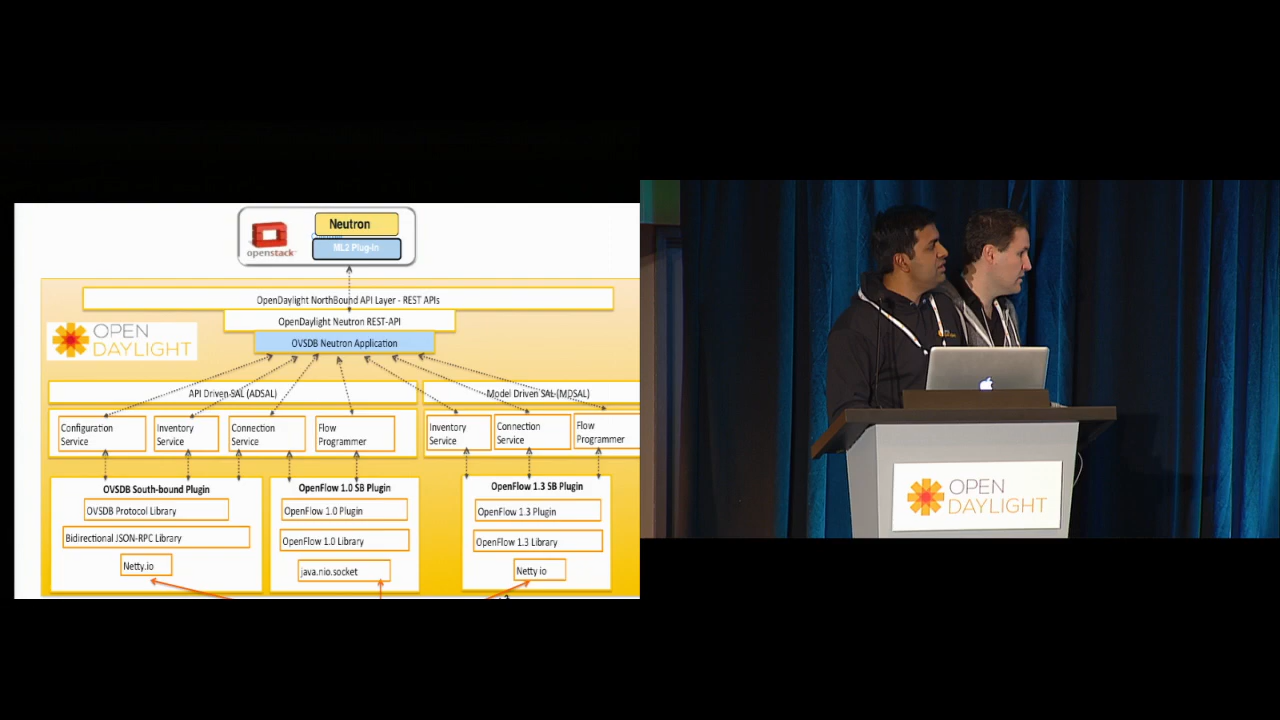 Neutron
ML2 Plug-In
openstack
OpenDaylight NorthBound API Layer - REST APIs
OpenDaylight Neutron REST-API
OVSDB Neutron Application
OPEN
DAYLIGHT
API Driven SAL (ADSAL)
Model Driven SAL (MDSAL)
Configuration
Service
Inventory
Service
Connection
Service
Flow
Programmer
Inventory
Service
Connection
Service
Flow
Programmer
OVSDB South-bound Plugin
OVSDB Protocol Library
Bidirectional JSON-RPC Library
Netty.io
OpenFlow 1.0 SB Plugin
OpenFlow 1.0 Plugin
OpenFlow 1.0 Library
java.nio.socket
OpenFlow 1.3 SB Plugin
OpenFlow 1.3 Plugin
OpenFlow 1.3 Library
Netty io
OPEN
DAYLIGHT